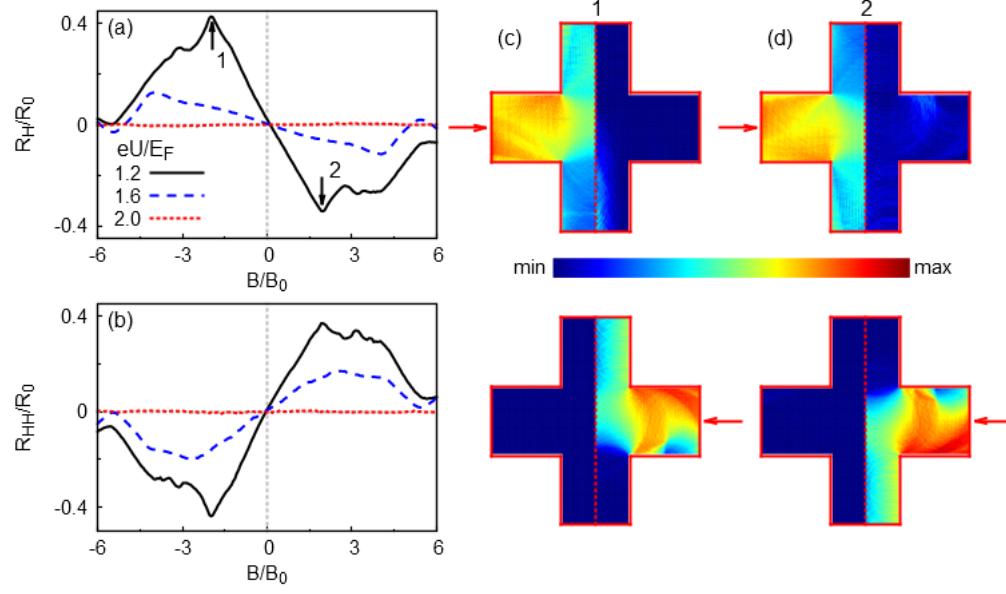 (a)
0.4
0
-0.4
R_H/R_0
1
2
eU/E_F
1.2
1.6
2.0
-6 -3 0 3 6
B/B_0
(b)
0.4
0
-0.4
R_HH/R_0
-6 -3 0 3 6
B/B_0
1
(c)
2
(d)
min max